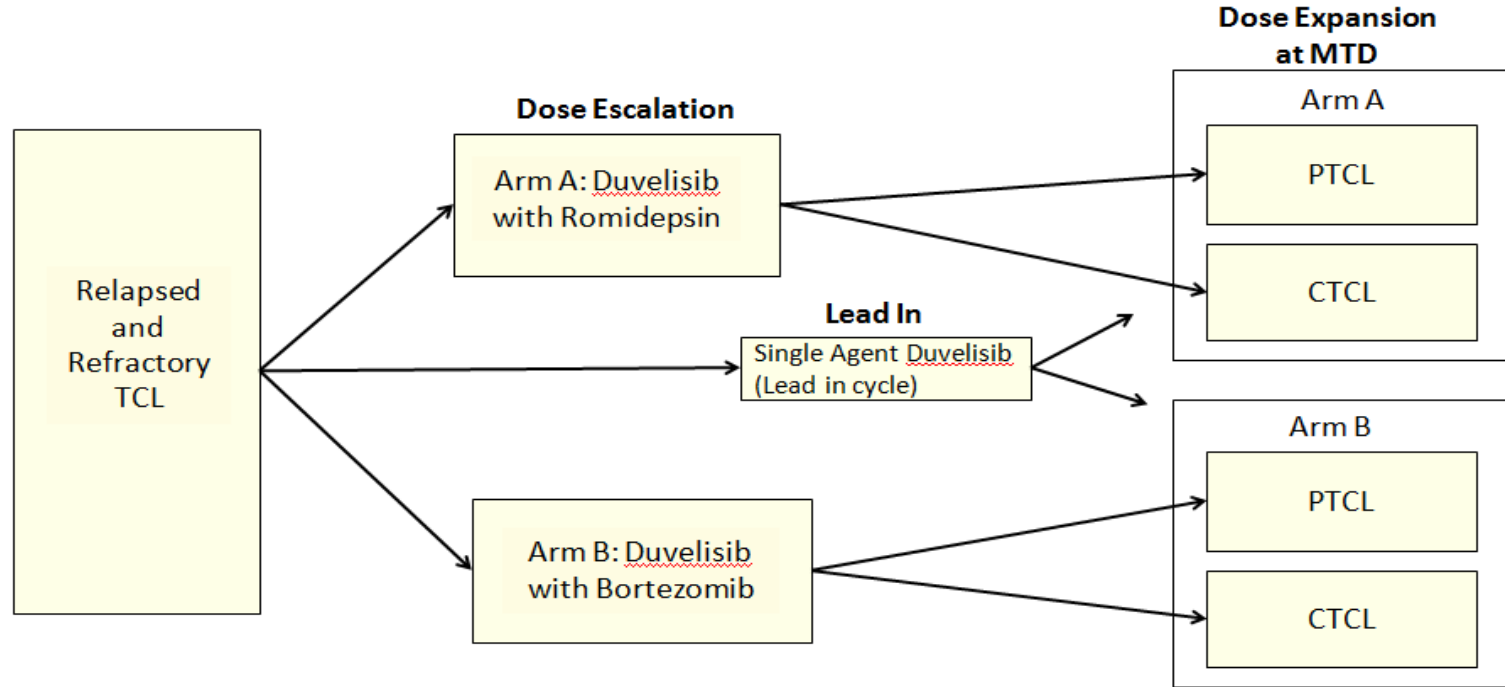 Dose Expansion
at MTD
Dose Escalation
Relapsed
and
Refractory
TCL
Arm A: Duvelisib
with Romidepsin
Lead In
Single Agent Duvelisib
(Lead in cycle)
Arm B: Duvelisib
with Bortezomib
Arm A
PTCL
CTCL
Arm B
PTCL
CTCL